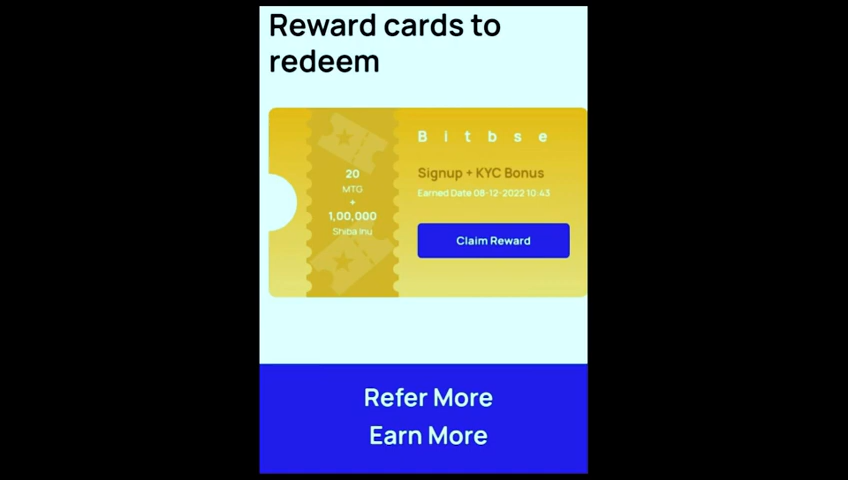 Reward cards to
redeem
Bitbse
20
MTG
+
1,00,000
Shiba Inu
Signup + KYC Bonus
Earned Date 08-12-2022 10:43
Claim Reward
Refer More
Earn More